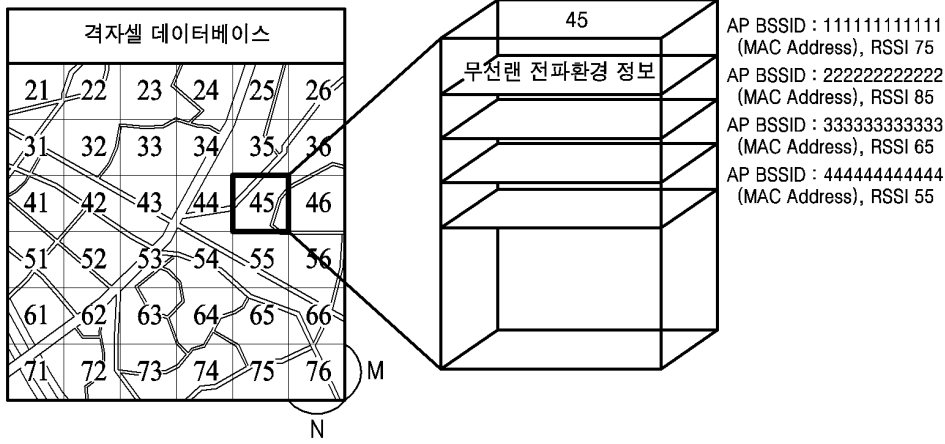 격자셀 데이터베이스
21 22 23 24 25 26
31 32 33 34 35 36
41 42 43 44 45 46
51 52 53 54 55 56
61 62 63 64 65 66
71 72 73 74 75 76
M
N
45
무선랜 전파환경 정보
AP BSSID : 111111111111
(MAC Address), RSSI 75
AP BSSID : 222222222222
(MAC Address), RSSI 85
AP BSSID : 333333333333
(MAC Address), RSSI 65
AP BSSID : 444444444444
(MAC Address), RSSI 55